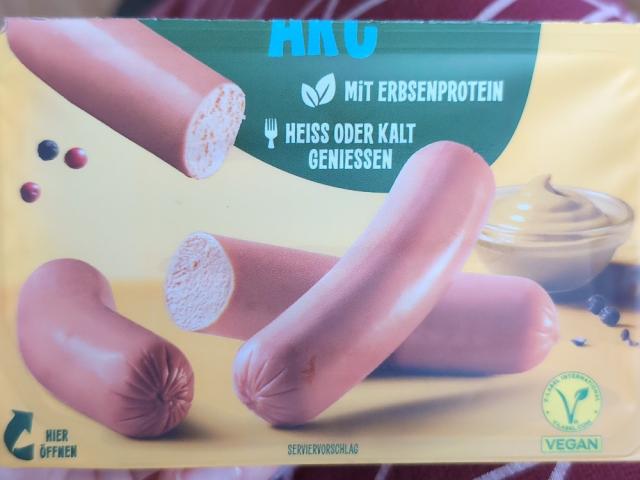 MIT ERBSENPROTEIN
HEISS ODER KALT
GENIESSEN
V-LABEL INTERNATIONAL
V-LABEL.COM
VEGAN
HIER
ÖFFNEN
SERVIERVORSCHLAG